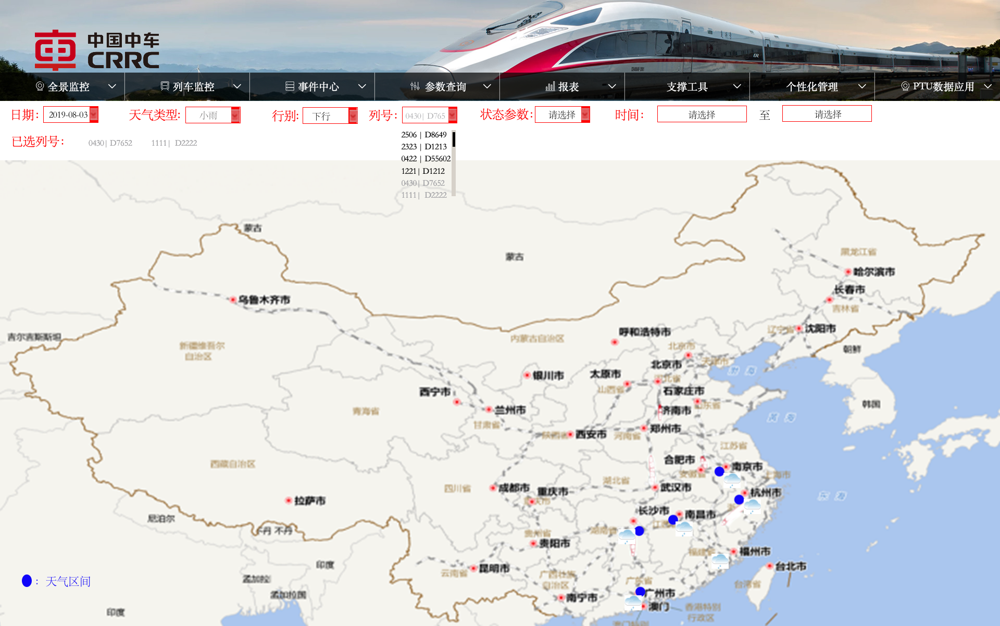 中国中车
CRRC
全景监控
列车监控
事件中心
参数查询
报表
支撑工具
个性化管理
PTU数据应用
日期: 2019-08-03
天气类型: 小雨
行别: 下行
列号: 0430| D765
状态参数: 请选择
时间: 请选择 至 请选择
已选列号: 0430| D7652 1111| D2222
2506 | D8649
2323 | D1213
0422 | D55602
1221| D1212
0430| D7652
1111| D2222
蒙古
蒙古
黑龙江省
哈尔滨市
长春市
乌鲁木齐市
吉林省
辽宁省
沈阳市
呼和浩特市
吉尔吉斯斯坦
内蒙古自治区
新疆维吾尔
自治区
北京市
朝鲜
天津市
北京市
银川市
太原市
渤海
河北省
山西省
石家庄市
西宁市
韩国
山东省
兰州市
济南市
青海省
黄海
甘肃省
郑州市
陕西省
西安市
河南省
江苏省
合肥市
西藏自治区
南京市
安徽省
上海市
湖北省
四川省
成都市
重庆市
武汉市
杭州市
东海
拉萨市
重庆市
长沙市
南昌市
尼泊尔
不丹
贵州省
湖南省
贵阳市
福建省
福州市
印度
昆明市
台北市
云南省
广西壮族
自治区
孟加拉
广东省
台湾省
天气区间
孟加拉国
南宁市
广州市
澳门
香港特别
行政区
印度